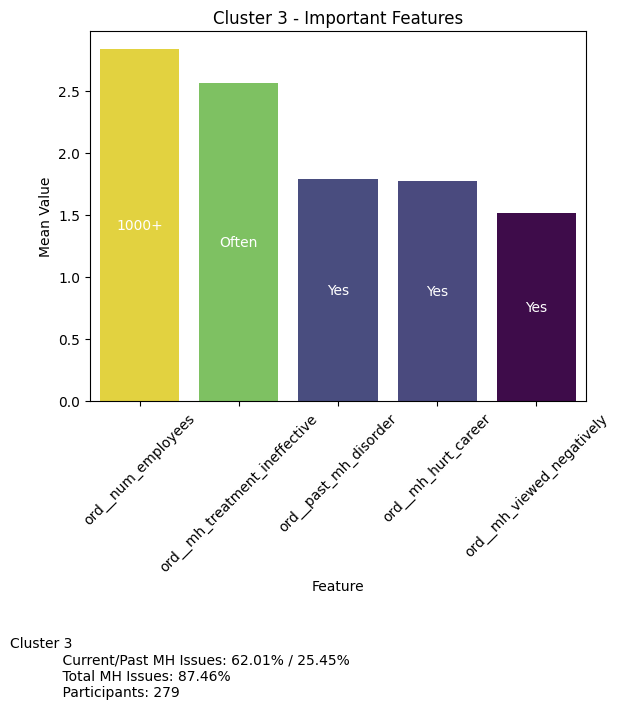 Cluster 3 - Important Features
Mean Value
2.5
2.0
1.5
1.0
0.5
0.0
1000+
Often
Yes
Yes
Yes
ord__num_employees
ord__mh_treatment_ineffective
ord__past_mh_disorder
ord__mh_hurt_career
ord__mh_viewed_negatively
Feature
Cluster 3
Current/Past MH Issues: 62.01% / 25.45%
Total MH Issues: 87.46%
Participants: 279